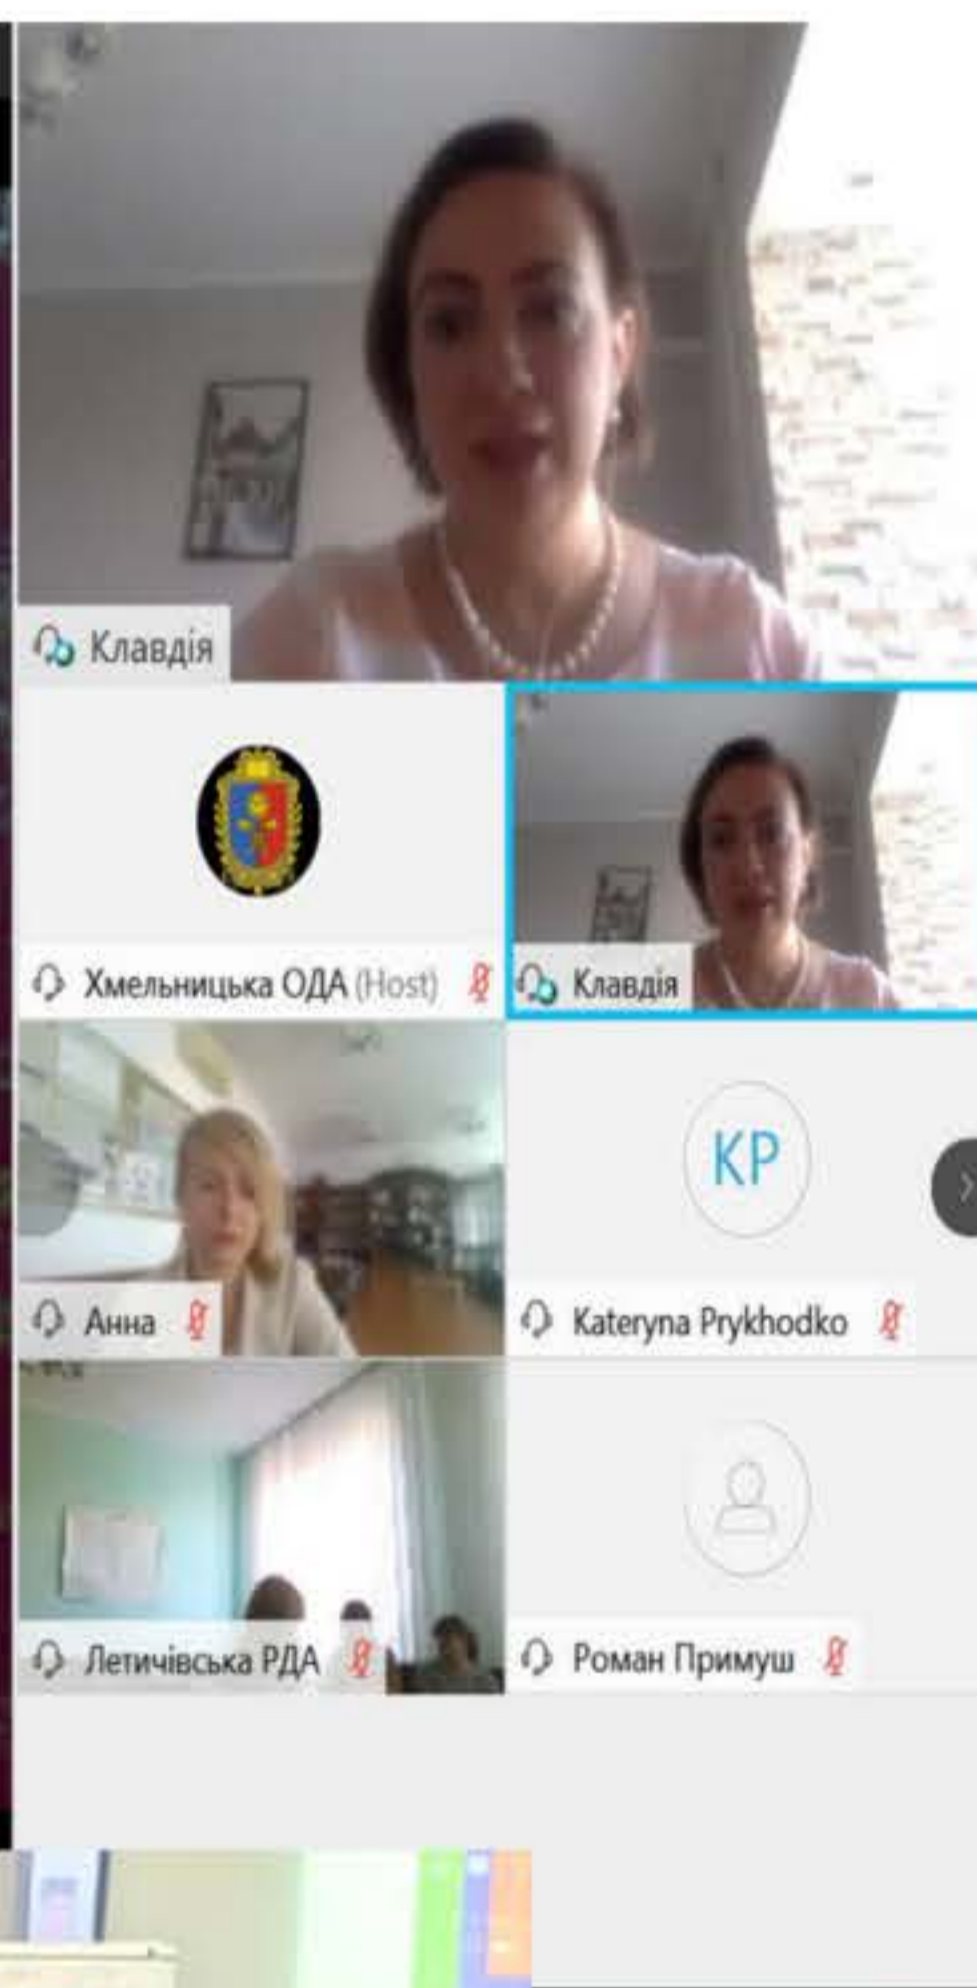 Клавдія
Хмельницька ОДА (Host)
Клавдія
Анна
KP
Kateryna Prykhodko
Летичівська РДА
Роман Примуш